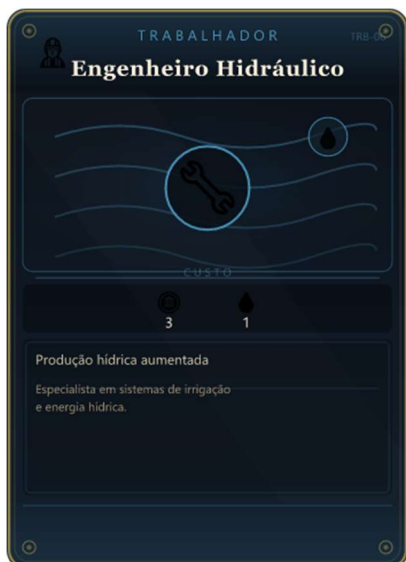 TRABALHADOR
Engenheiro Hidráulico
CUSTO
3 1
Produção hídrica aumentada
Especialista em sistemas de irrigação
e energia hídrica.